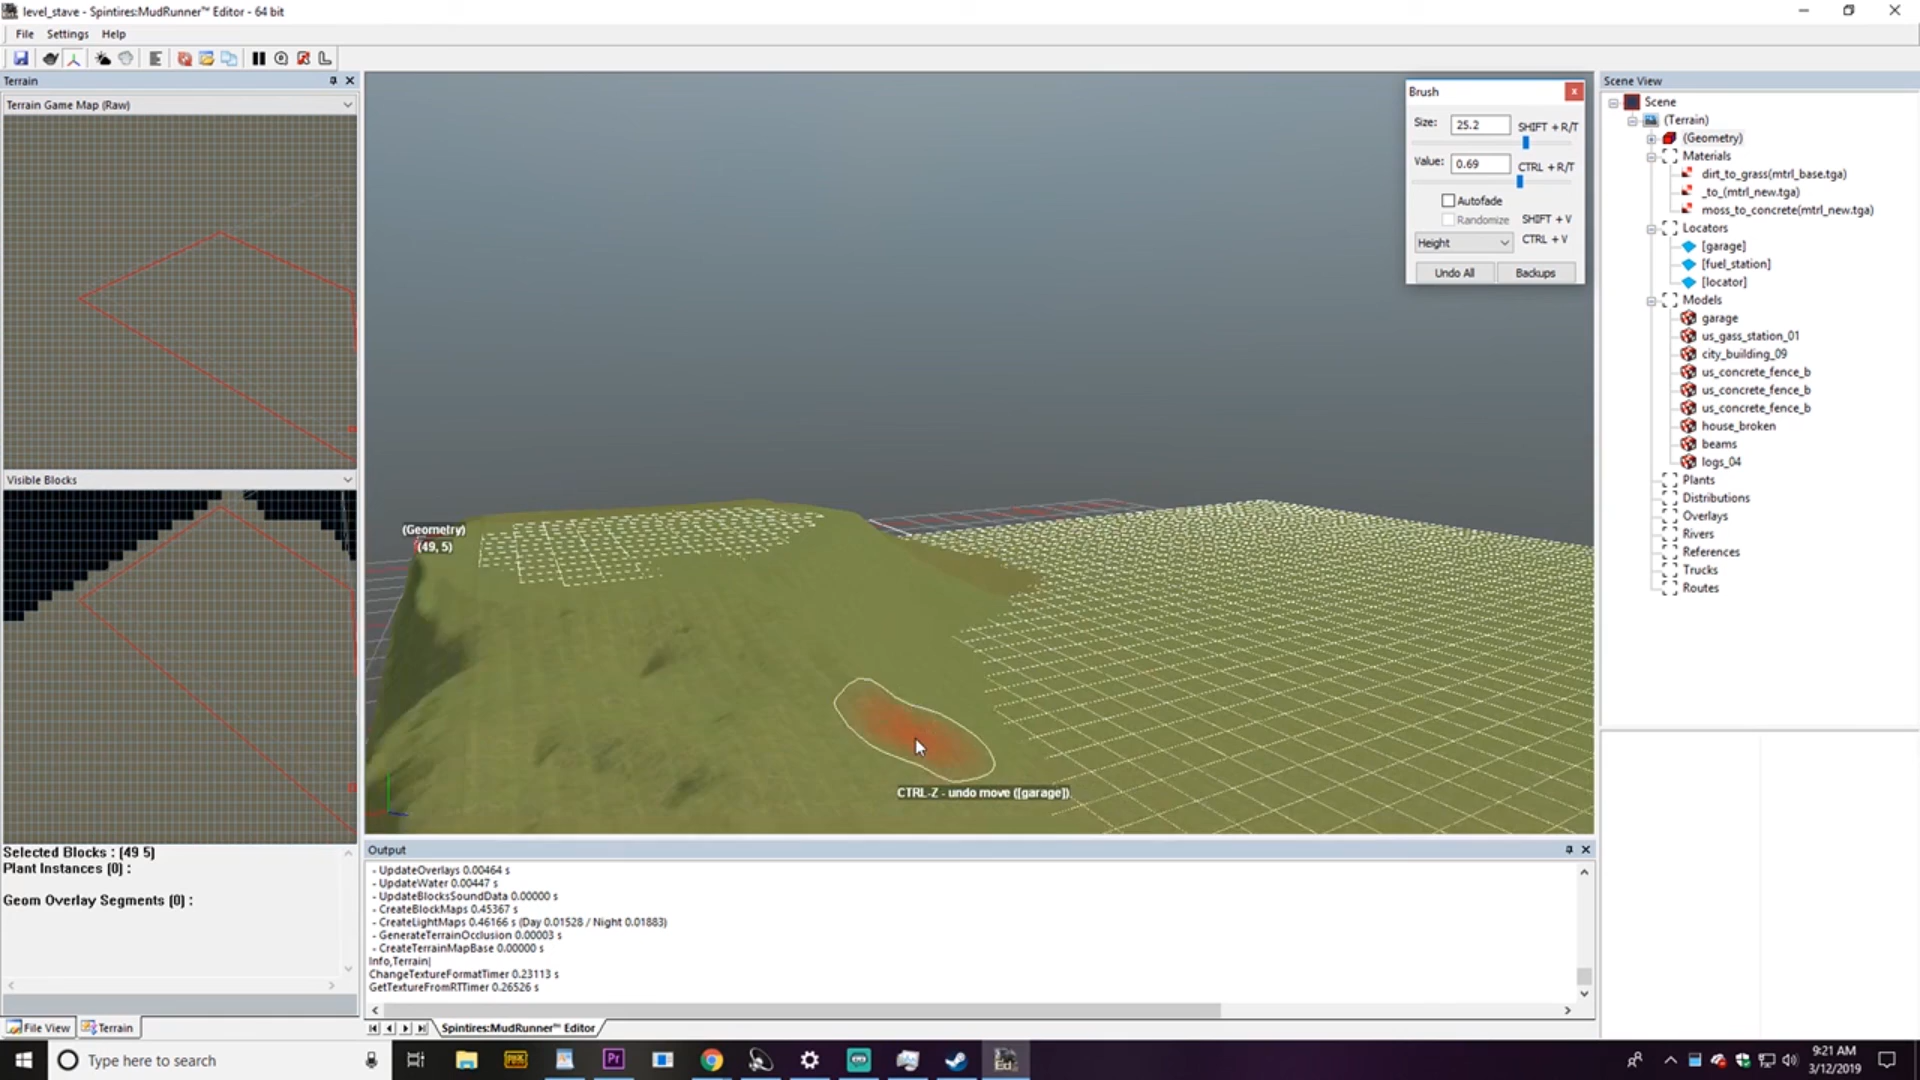 level_stave - Spintires:MudRunner™ Editor - 64 bit
File Settings Help
Terrain
Terrain Game Map (Raw)
Visible Blocks
Selected Blocks : (49 5)
Plant Instances (0) :
Geom Overlay Segments (0) :
File View Terrain
(Geometry)
(49, 5)
CTRL-Z - undo move ([garage])
Brush
x
Size: 25.2 SHIFT + R/T
Value: 0.69 CTRL + R/T
Autofade
Randomize SHIFT + V
Height CTRL + V
Undo All Backups
Output
- UpdateOverlays 0.00464 s
- UpdateWater 0.00447 s
- UpdateBlocksSoundData 0.00000 s
- CreateBlockMaps 0.45367 s
- CreateLightMaps 0.46166 s (Day 0.01528 / Night 0.01883)
- GenerateTerrainOcclusion 0.00003 s
- CreateTerrainMapBase 0.00000 s
Info,Terrain|
ChangeTextureFormatTimer 0.23113 s
GetTextureFromRTTimer 0.26526 s
Spintires:MudRunner™ Editor
Scene View
Scene
(Terrain)
(Geometry)
Materials
dirt_to_grass(mtrl_base.tga)
_to_(mtrl_new.tga)
moss_to_concrete(mtrl_new.tga)
Locators
[garage]
[fuel_station]
[locator]
Models
garage
us_gass_station_01
city_building_09
us_concrete_fence_b
us_concrete_fence_b
us_concrete_fence_b
house_broken
beams
logs_04
Plants
Distributions
Overlays
Rivers
References
Trucks
Routes
Type here to search
Pr
Ed
9:21 AM
3/12/2019